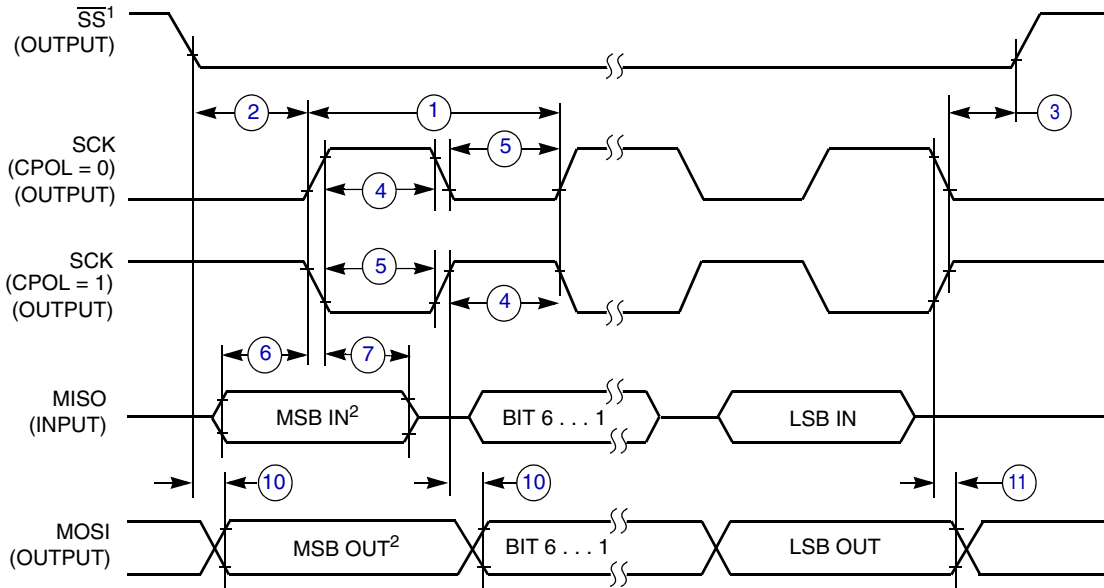 SS¹
(OUTPUT)
2
1
3
SCK
(CPOL = 0)
(OUTPUT)
5
4
SCK
(CPOL = 1)
(OUTPUT)
5
4
6
7
MISO
(INPUT)
MSB IN²
BIT 6 . . . 1
LSB IN
10
10
11
MOSI
(OUTPUT)
MSB OUT²
BIT 6 . . . 1
LSB OUT